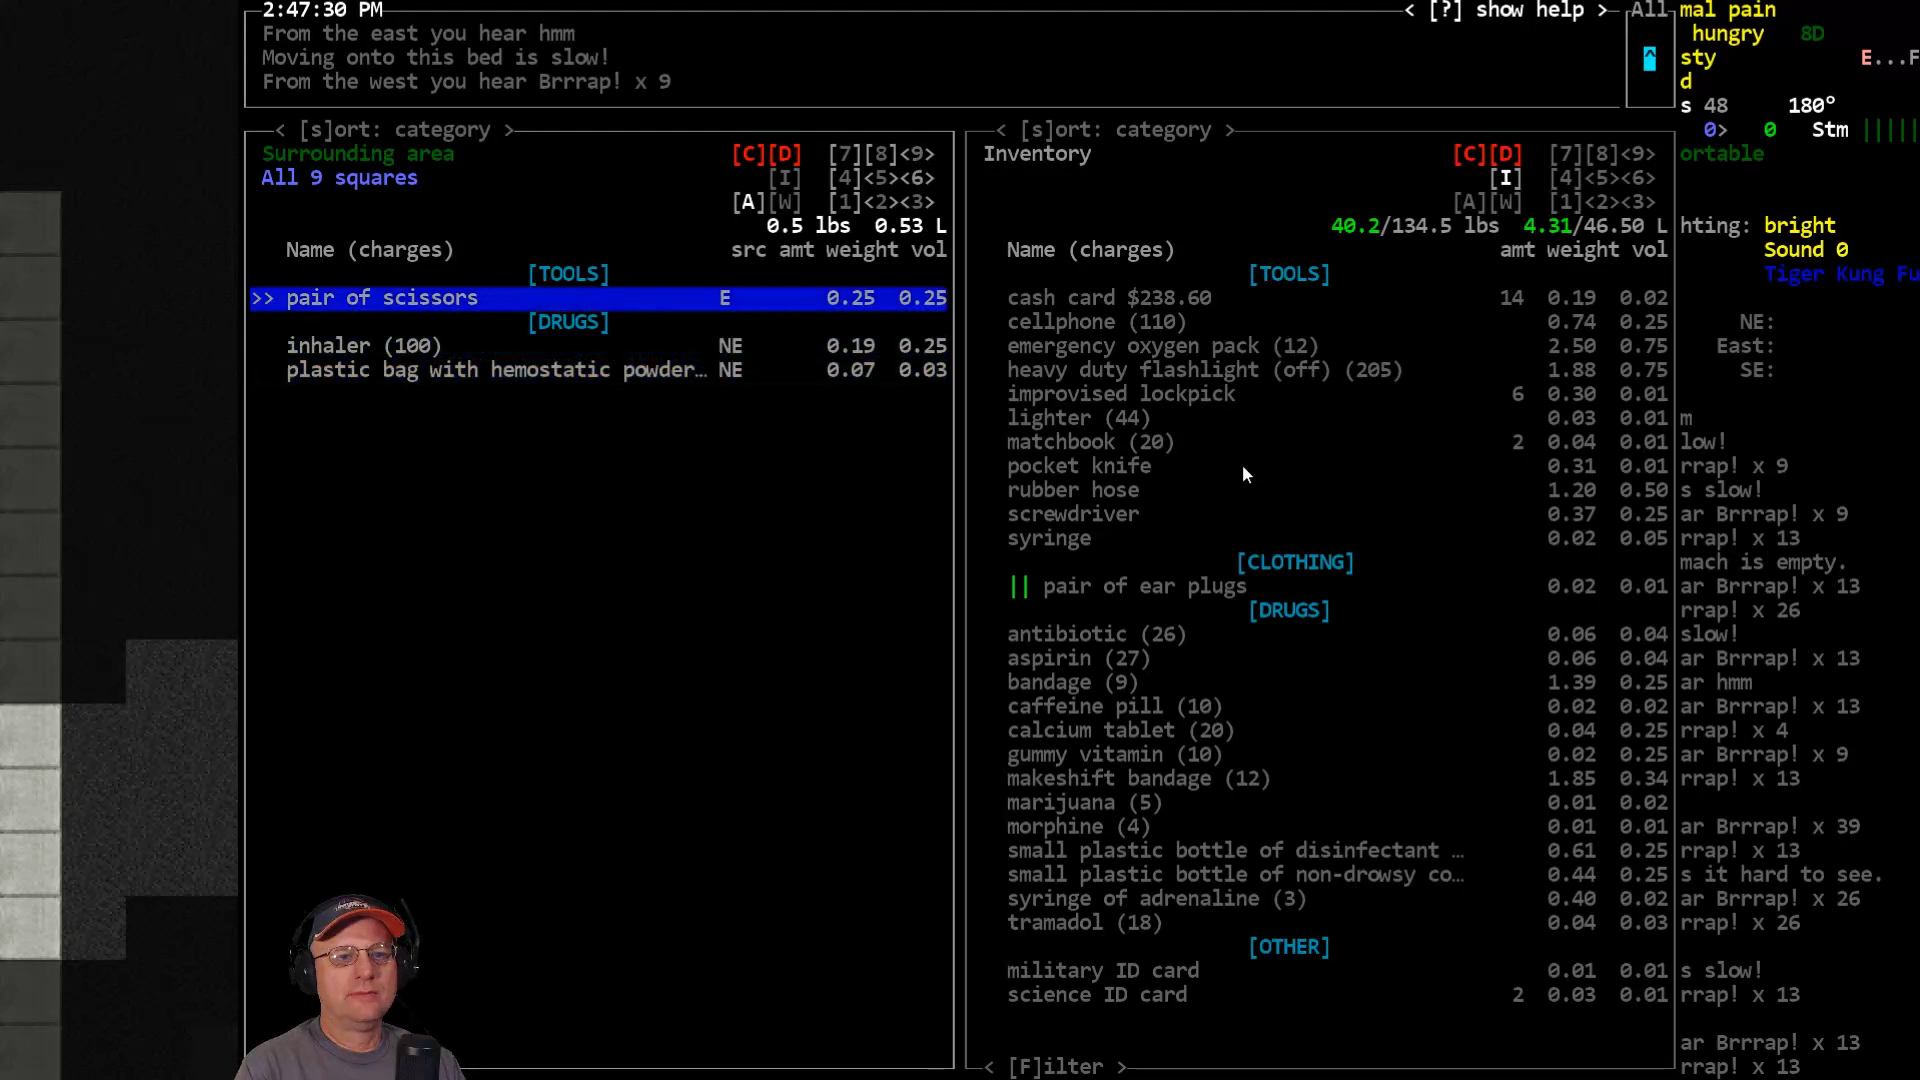 2:47:30 PM
< [?] show help >
From the east you hear hmm
Moving onto this bed is slow!
From the west you hear Brrrap! x 9
All
^
< [s]ort: category >
Surrounding area
All 9 squares
[C][D] [7][8]<9>
[I] [4]<5><6>
[A][W] [1]<2><3>
0.5 lbs 0.53 L
Name (charges) src amt weight vol
[TOOLS]
>> pair of scissors E 0.25 0.25
[DRUGS]
inhaler (100) NE 0.19 0.25
plastic bag with hemostatic powder… NE 0.07 0.03
< [s]ort: category >
Inventory
[C][D] [7][8]<9>
[I] [4]<5><6>
[A][W] [1]<2><3>
40.2/134.5 lbs 4.31/46.50 L
Name (charges) amt weight vol
[TOOLS]
cash card $238.60 14 0.19 0.02
cellphone (110) 0.74 0.25
emergency oxygen pack (12) 2.50 0.75
heavy duty flashlight (off) (205) 1.88 0.75
improvised lockpick 6 0.30 0.01
lighter (44) 0.03 0.01
matchbook (20) 2 0.04 0.01
pocket knife 0.31 0.01
rubber hose 1.20 0.50
screwdriver 0.37 0.25
syringe 0.02 0.05
[CLOTHING]
|| pair of ear plugs 0.02 0.01
[DRUGS]
antibiotic (26) 0.06 0.04
aspirin (27) 0.06 0.04
bandage (9) 1.39 0.25
caffeine pill (10) 0.02 0.02
calcium tablet (20) 0.04 0.25
gummy vitamin (10) 0.02 0.25
makeshift bandage (12) 1.85 0.34
marijuana (5) 0.01 0.02
morphine (4) 0.01 0.01
small plastic bottle of disinfectant … 0.61 0.25
small plastic bottle of non-drowsy co… 0.44 0.25
syringe of adrenaline (3) 0.40 0.02
tramadol (18) 0.04 0.03
[OTHER]
military ID card 0.01 0.01
science ID card 2 0.03 0.01
< [F]ilter >
mal pain
hungry 8D
sty E...F
d
s 48 180°
0> 0 Stm |||||
ortable
hting: bright
Sound 0
Tiger Kung Fu
NE:
East:
SE:
m
low!
rrap! x 9
s slow!
ar Brrrap! x 9
rrap! x 13
mach is empty.
ar Brrrap! x 13
rrap! x 26
slow!
ar Brrrap! x 13
ar hmm
ar Brrrap! x 13
rrap! x 4
ar Brrrap! x 9
rrap! x 13
ar Brrrap! x 39
rrap! x 13
s it hard to see.
ar Brrrap! x 26
rrap! x 26
s slow!
rrap! x 13
ar Brrrap! x 13
rrap! x 13